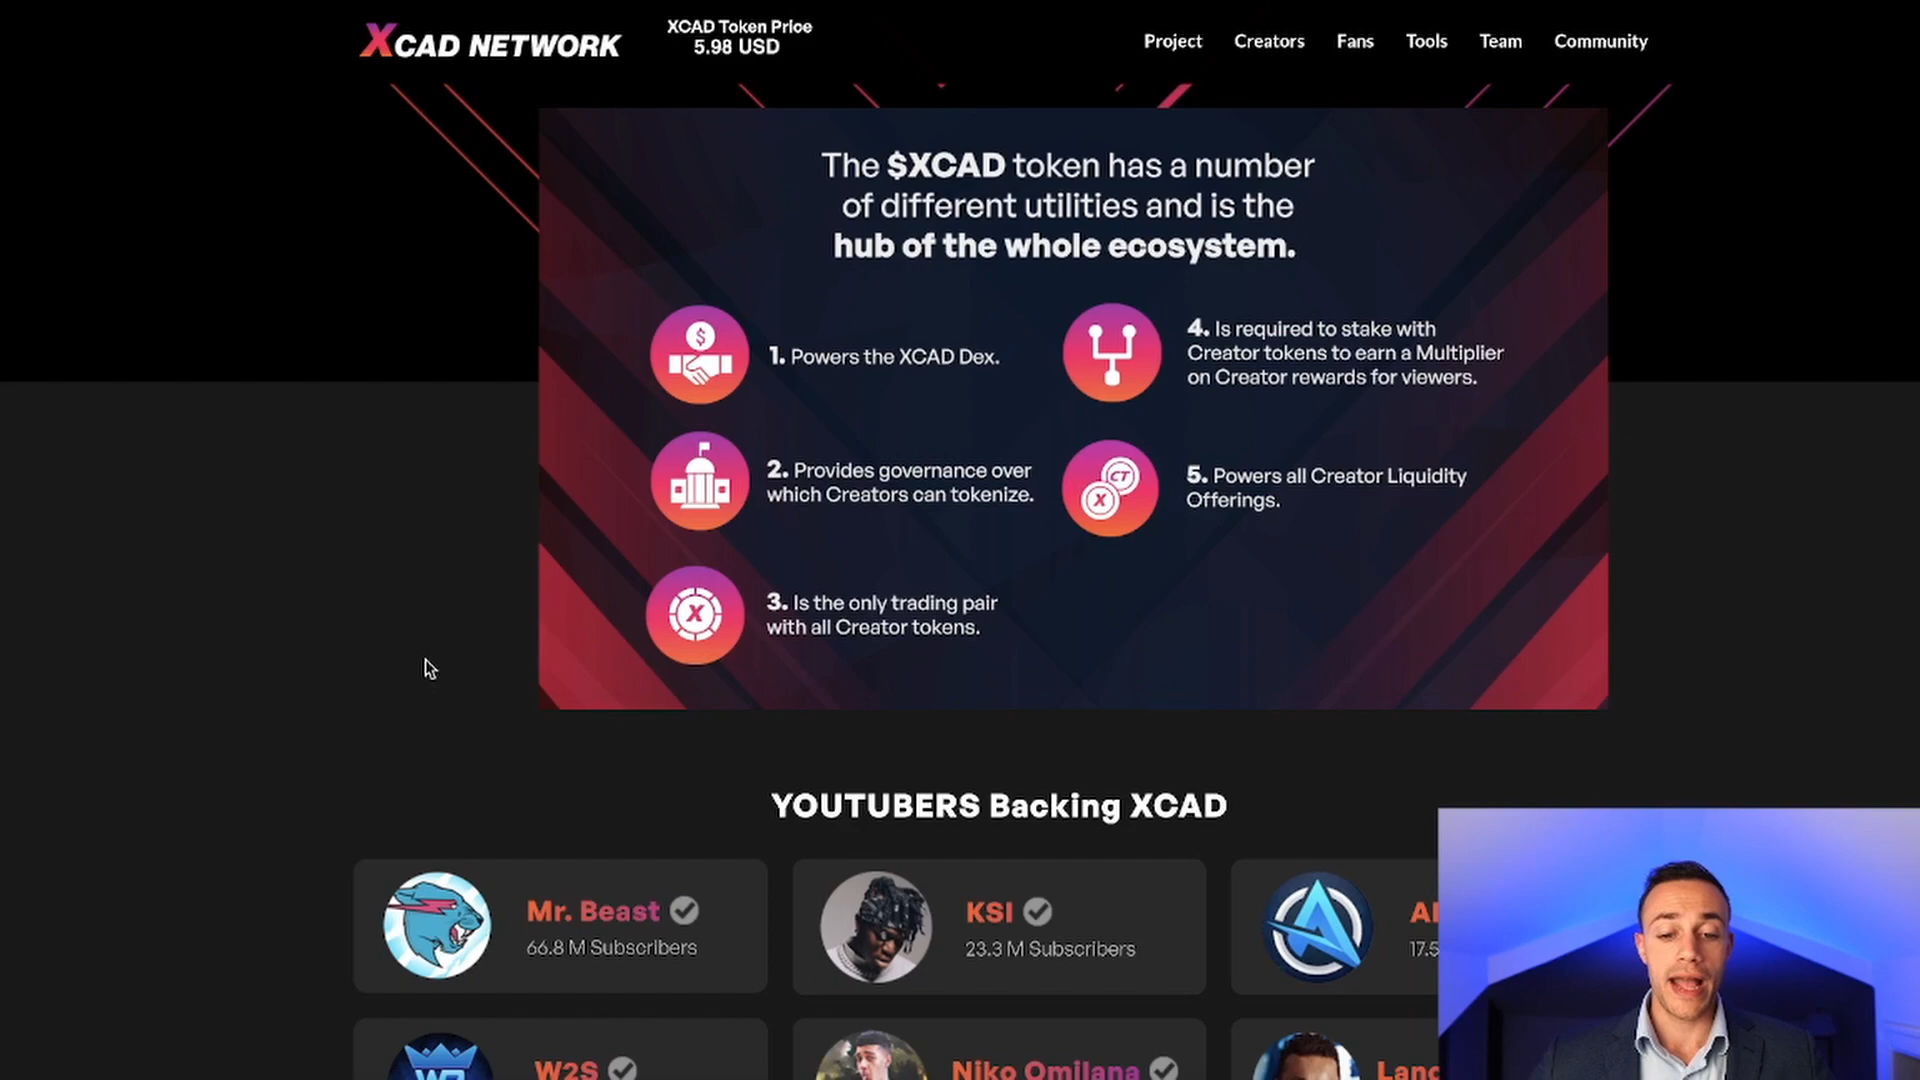 XCAD NETWORK
XCAD Token Price
5.98 USD
Project
Creators
Fans
Tools
Team
Community
The $XCAD token has a number
of different utilities and is the
hub of the whole ecosystem.
1. Powers the XCAD Dex.
2. Provides governance over
which Creators can tokenize.
3. Is the only trading pair
with all Creator tokens.
4. Is required to stake with
Creator tokens to earn a Multiplier
on Creator rewards for viewers.
CT
X
5. Powers all Creator Liquidity
Offerings.
YOUTUBERS Backing XCAD
Mr. Beast
66.8 M Subscribers
KSI
23.3 M Subscribers
17.5
W2S
Niko Omilana